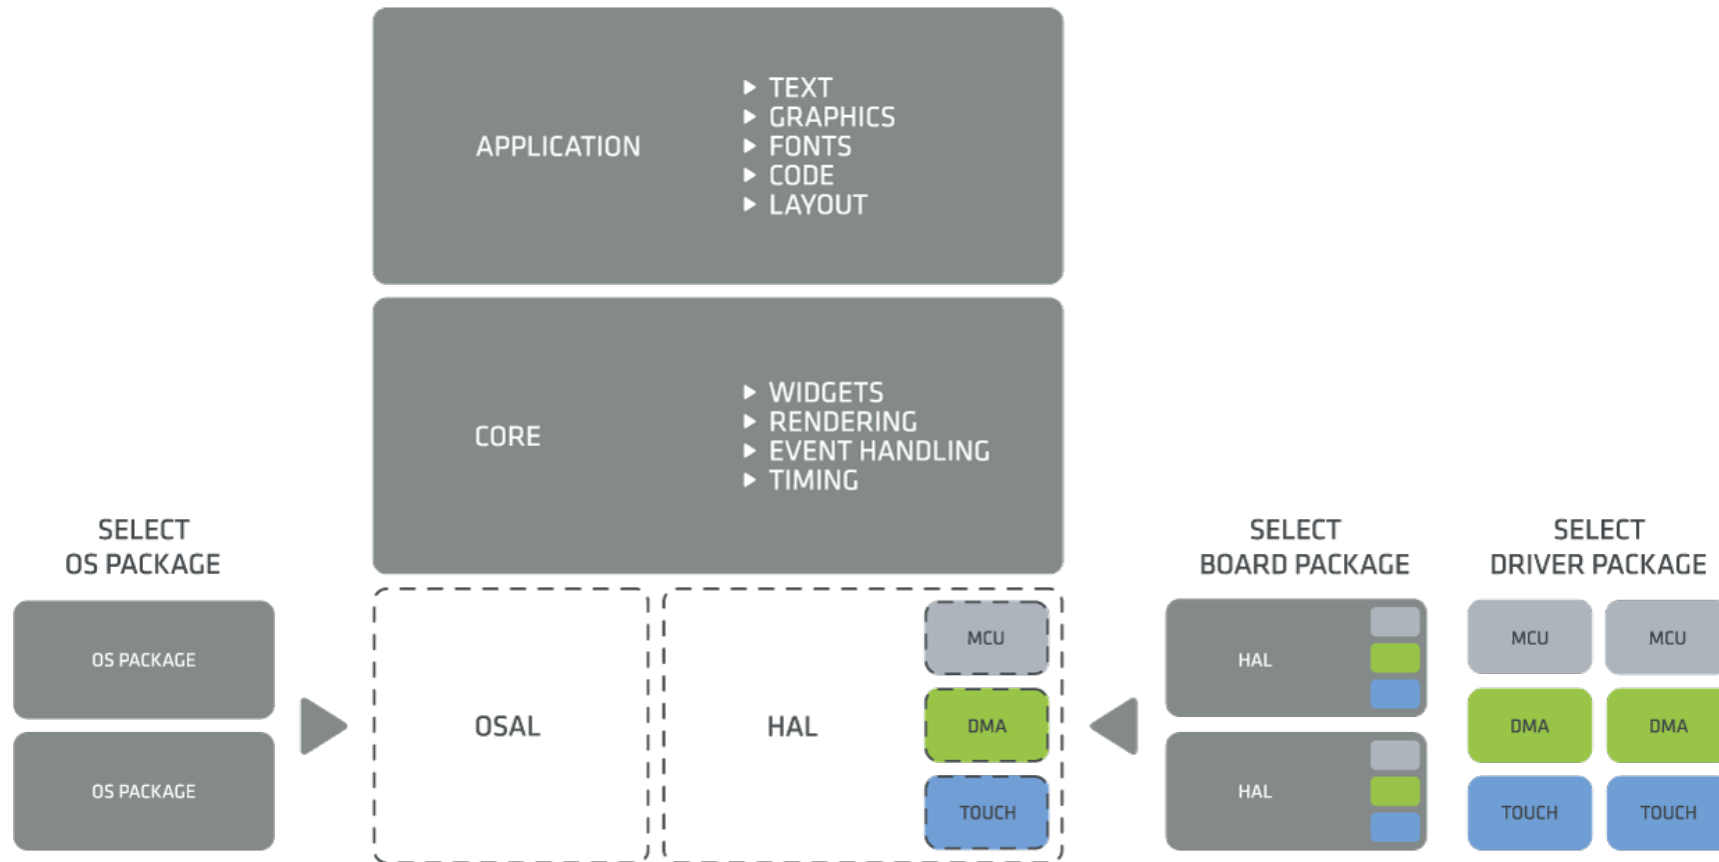 APPLICATION
TEXT
GRAPHICS
FONTS
CODE
LAYOUT
CORE
WIDGETS
RENDERING
EVENT HANDLING
TIMING
SELECT
OS PACKAGE
OS PACKAGE
OS PACKAGE
OSAL
HAL
MCU
DMA
TOUCH
SELECT
BOARD PACKAGE
HAL
HAL
SELECT
DRIVER PACKAGE
MCU
MCU
DMA
DMA
TOUCH
TOUCH